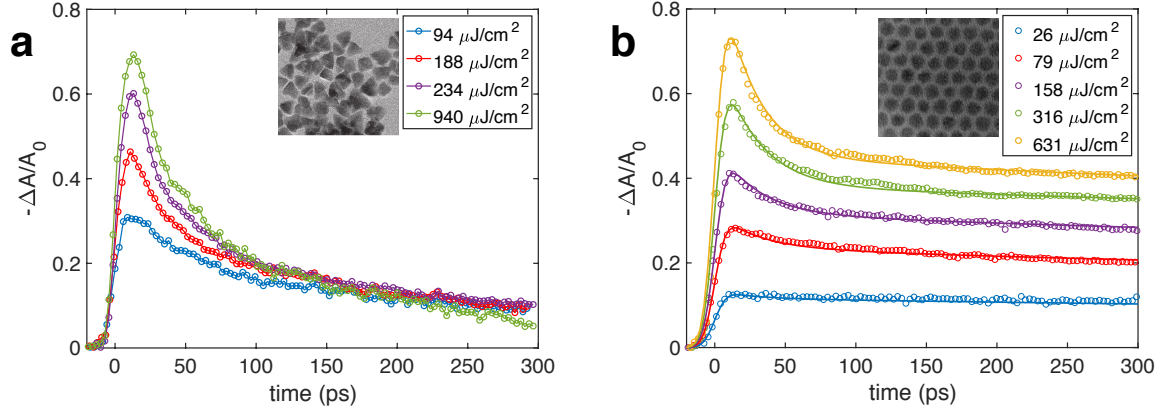 a
94 μJ/cm²
188 μJ/cm²
234 μJ/cm²
940 μJ/cm²
- ΔA/A₀
0.8
0.6
0.4
0.2
0
0 50 100 150 200 250 300
time (ps)
b
26 μJ/cm²
79 μJ/cm²
158 μJ/cm²
316 μJ/cm²
631 μJ/cm²
- ΔA/A₀
0.8
0.6
0.4
0.2
0
0 50 100 150 200 250 300
time (ps)